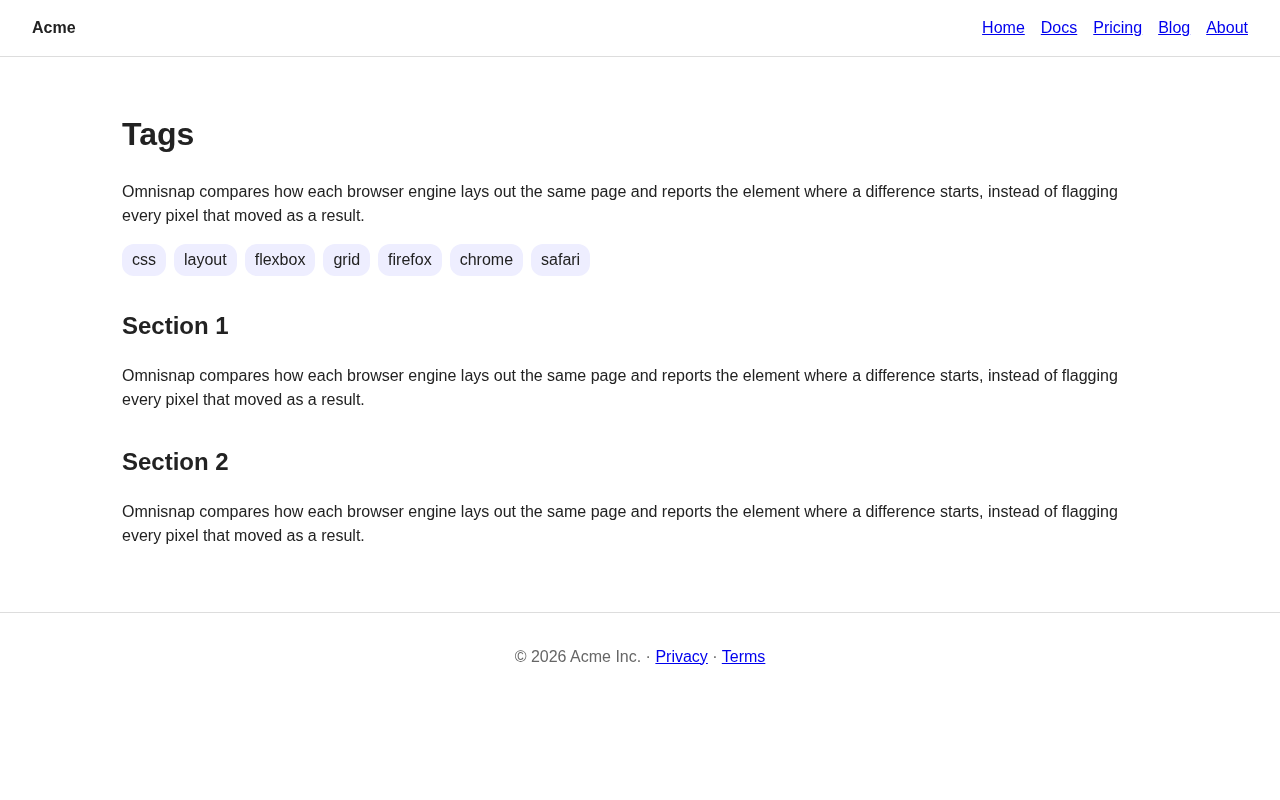 Acme
Home Docs Pricing Blog About
Tags
Omnisnap compares how each browser engine lays out the same page and reports the element where a difference starts, instead of flagging
every pixel that moved as a result.
css layout flexbox grid firefox chrome safari
Section 1
Omnisnap compares how each browser engine lays out the same page and reports the element where a difference starts, instead of flagging
every pixel that moved as a result.
Section 2
Omnisnap compares how each browser engine lays out the same page and reports the element where a difference starts, instead of flagging
every pixel that moved as a result.
© 2026 Acme Inc. · Privacy · Terms